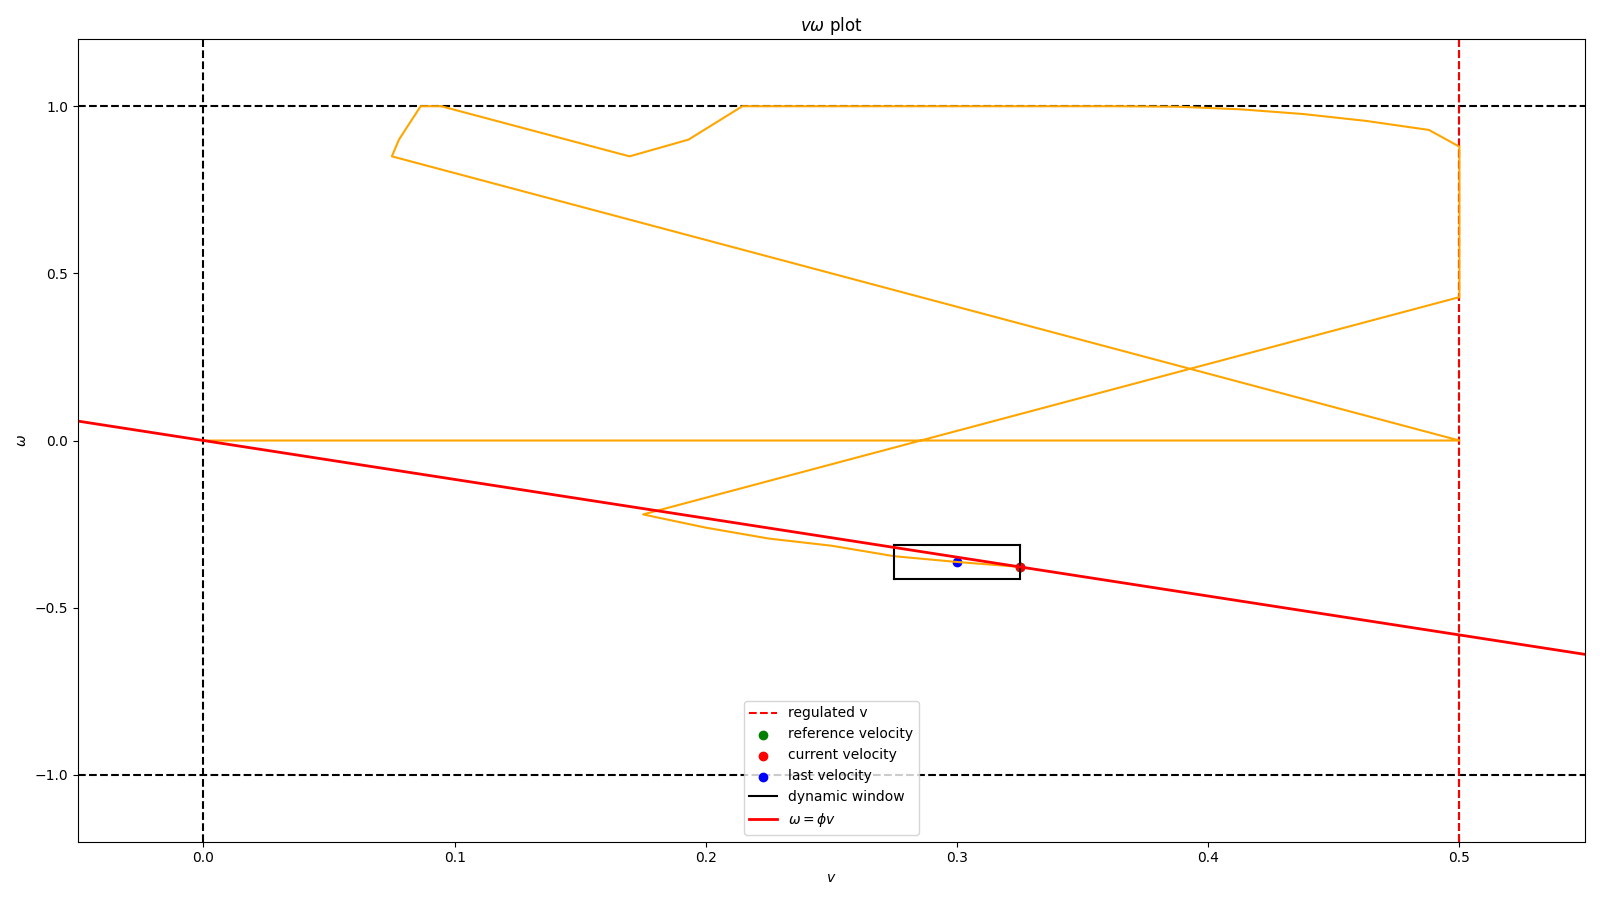 vω plot
1.0
0.5
0.0
−0.5
−1.0
ω
0.0 0.1 0.2 0.3 0.4 0.5
v
regulated v
reference velocity
current velocity
last velocity
dynamic window
ω = ϕv